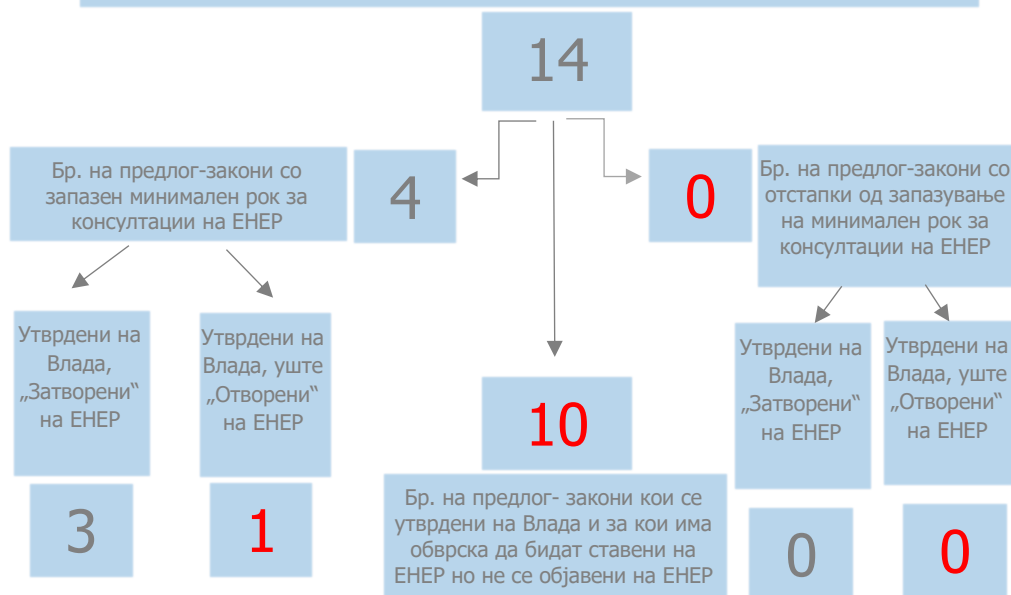 14
Бр. на предлог-закони со
запазен минимален рок за
консултации на ЕНЕР
4
0
Бр. на предлог-закони со
отстапки од запазување
на минимален рок за
консултации на ЕНЕР
Утврдени на
Влада,
„Затворени“
на ЕНЕР
Утврдени на
Влада, уште
„Отворени“
на ЕНЕР
3
1
10
Бр. на предлог- закони кои се
утврдени на Влада и за кои има
обврска да бидат ставени на
ЕНЕР но не се објавени на ЕНЕР
Утврдени на
Влада,
„Затворени“
на ЕНЕР
Утврдени на
Влада, уште
„Отворени“
на ЕНЕР
0
0